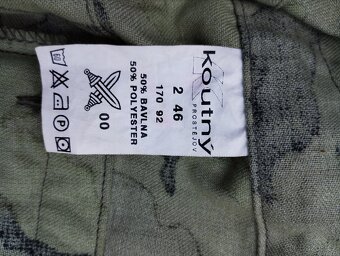 koutný
PROSTĚJOV
2 46
170 92
50% BAVLNA
50% POLYESTER
00
P